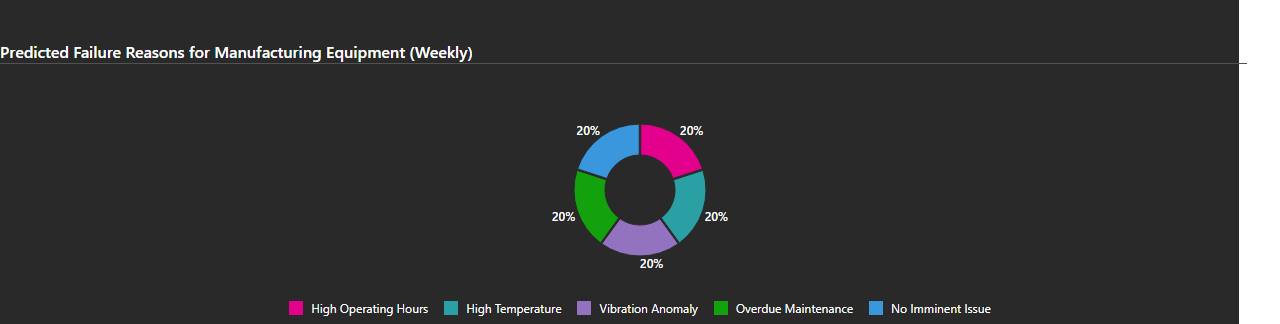 Predicted Failure Reasons for Manufacturing Equipment (Weekly)
20% 20%
20% 20%
20%
High Operating Hours High Temperature Vibration Anomaly Overdue Maintenance No Imminent Issue